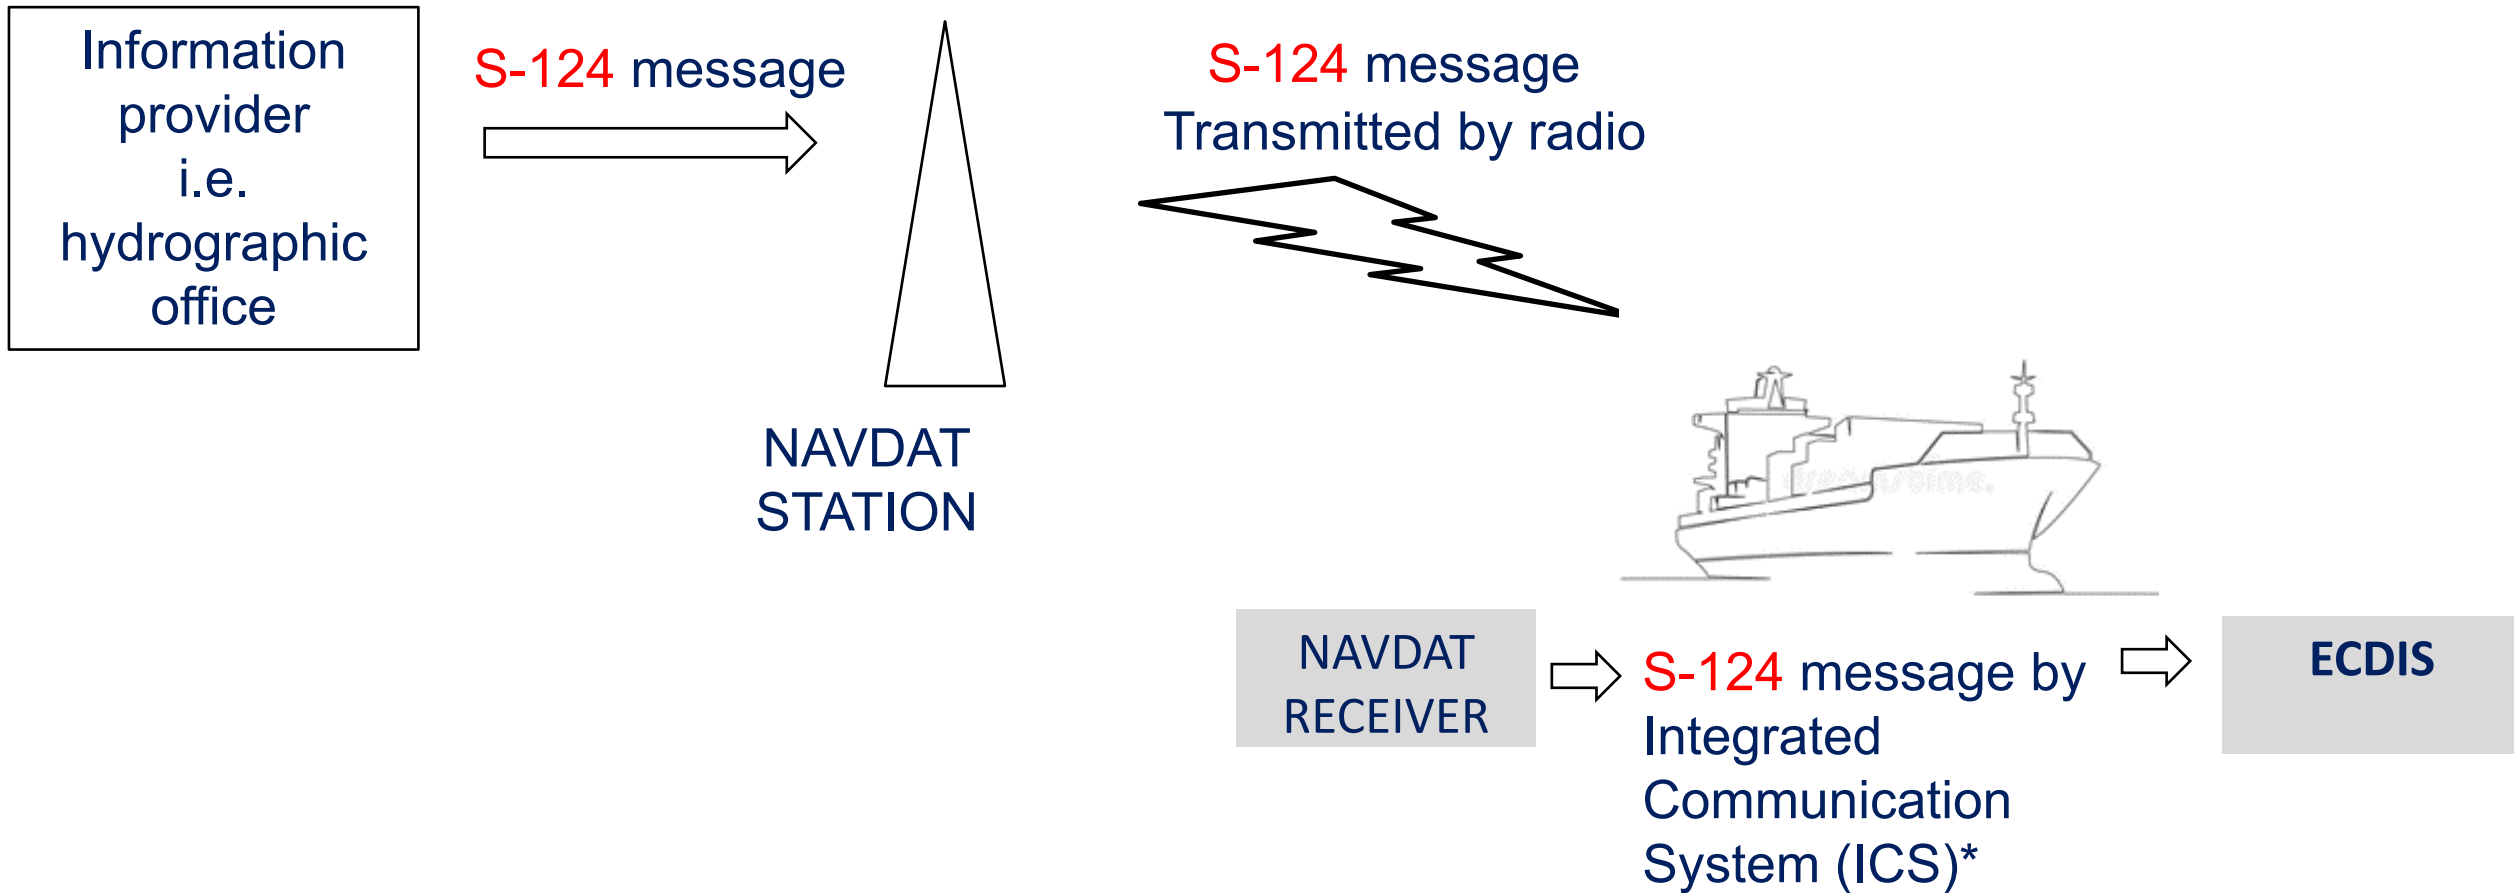 Information
provider
i.e.
hydrographic
office
S-124 message
NAVDAT
STATION
S-124 message
Transmitted by radio
dreamstime.
NAVDAT
RECEIVER
S-124 message by
Integrated
Communication
System (ICS)*
ECDIS